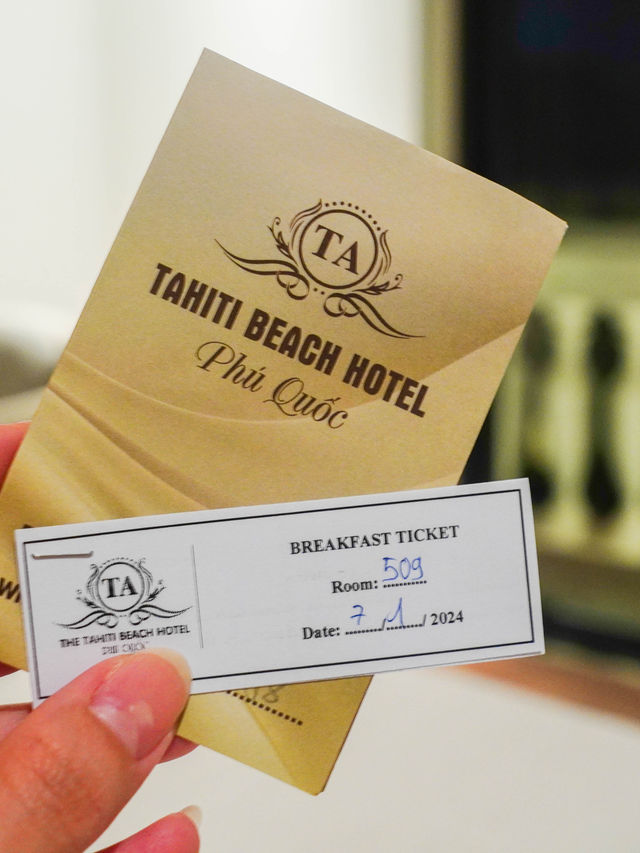 TA
TAHITI BEACH HOTEL
Phú Quốc
TA
THE TAHITI BEACH HOTEL
BREAKFAST TICKET
Room: 509
Date: 7/1/ 2024